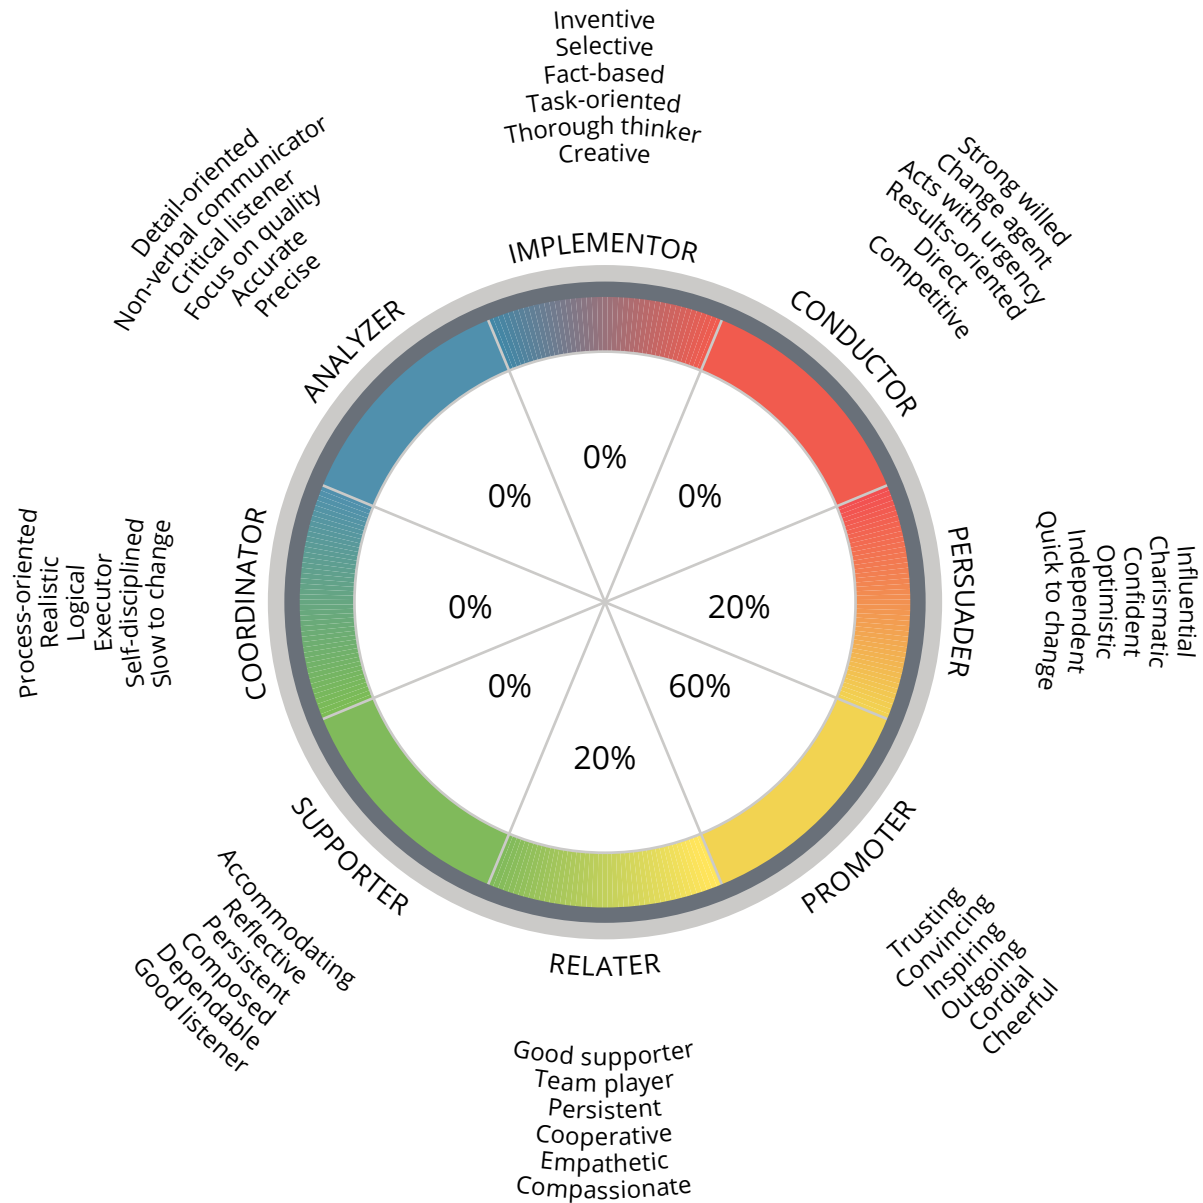 Inventive
Selective
Fact-based
Task-oriented
Thorough thinker
Creative
IMPLEMENTOR
0%
Strong willed
Change agent
Acts with urgency
Results-oriented
Direct
Competitive
CONDUCTOR
0%
Influential
Charismatic
Confident
Optimistic
Independent
Quick to change
PERSUADER
20%
PROMOTER
60%
Trusting
Convincing
Inspiring
Outgoing
Cordial
Cheerful
RELATER
20%
Good supporter
Team player
Persistent
Cooperative
Empathetic
Compassionate
SUPPORTER
0%
Accommodating
Reflective
Persistent
Composed
Dependable
Good listener
COORDINATOR
0%
Process-oriented
Realistic
Logical
Executor
Self-disciplined
Slow to change
ANALYZER
0%
Detail-oriented
Non-verbal communicator
Critical listener
Focus on quality
Accurate
Precise